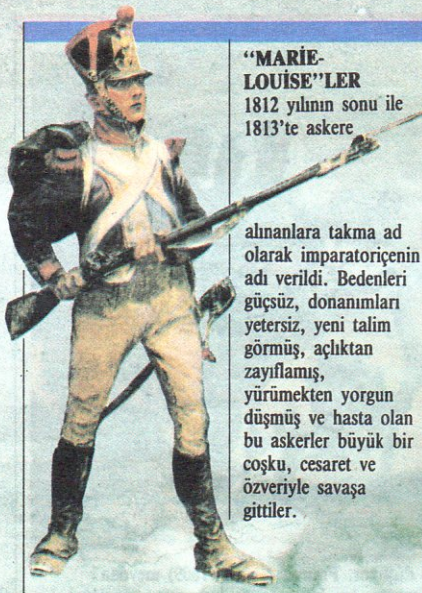 “MARİE-
LOUİSE”LER
1812 yılının sonu ile
1813’te askere
alınanlara takma ad
olarak imparatoriçenin
adı verildi. Bedenleri
güçsüz, donanımları
yetersiz, yeni talim
görmüş, açlıktan
zayıflamış,
yürümekten yorgun
düşmüş ve hasta olan
bu askerler büyük bir
coşku, cesaret ve
özveriyle savaşa
gittiler.